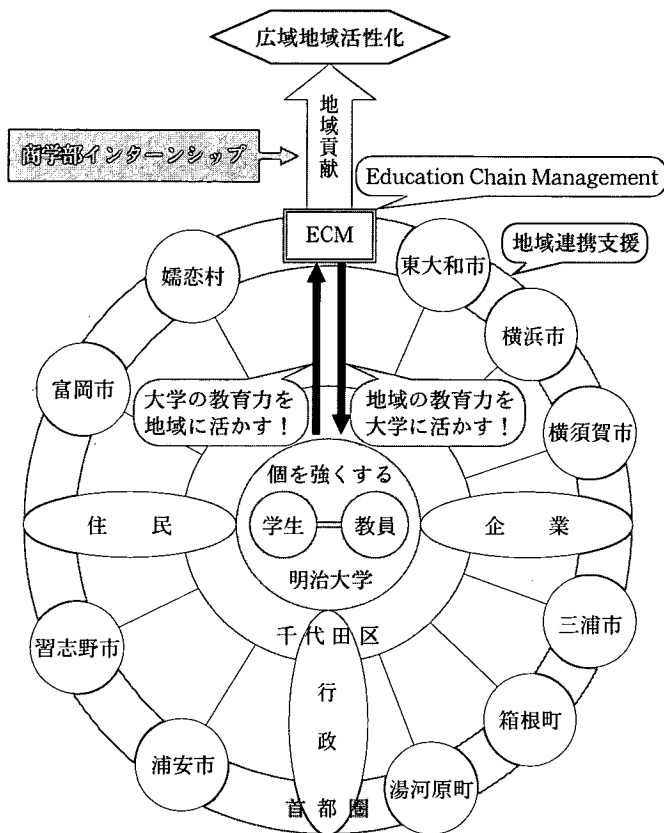 広域地域活性化
地域貢献
商学部インターンシップ
Education Chain Management
ECM
地域連携支援
東大和市
嬬恋村
横浜市
富岡市
大学の教育力を
地域に活かす！
地域の教育力を
大学に活かす！
横須賀市
個を強くする
学生
教員
明治大学
住民
企業
千代田区
三浦市
習志野市
行政
箱根町
浦安市
湯河原町
首都圏